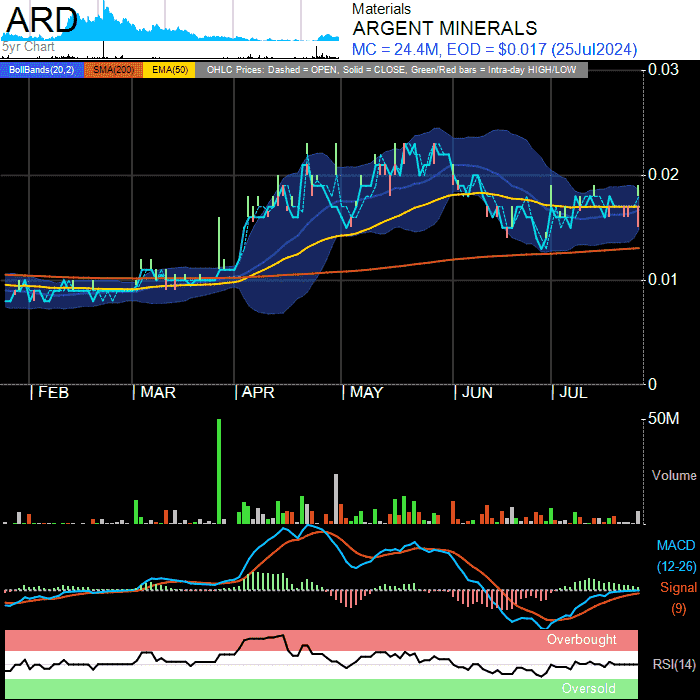 ARD
5yr Chart
Materials
ARGENT MINERALS
MC = 24.4M, EOD = $0.017 (25Jul2024)
BollBands(20,2) SMA(200) EMA(50) OHLC Prices: Dashed = OPEN, Solid = CLOSE, Green/Red bars = Intra-day HIGH/LOW
0.03
0.02
0.01
0
| FEB | MAR | APR | MAY | JUN | JUL
50M
Volume
MACD
(12-26)
Signal
(9)
Overbought
RSI(14)
Oversold